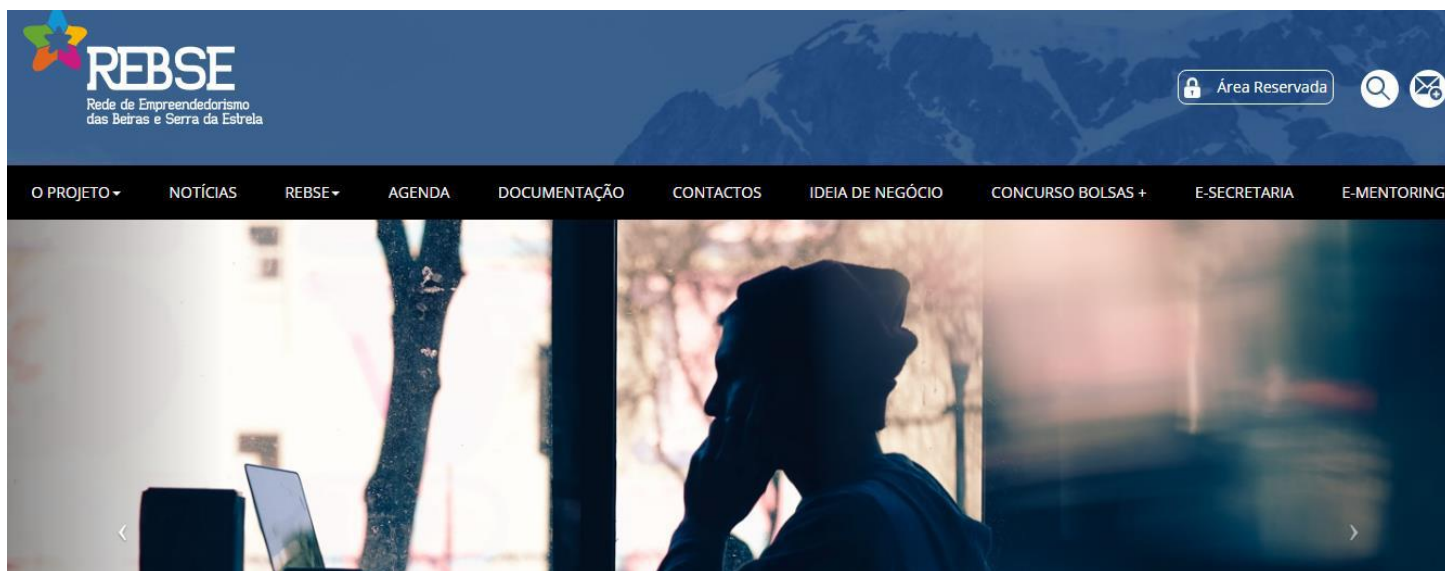 REBSE
Rede de Empreendedorismo
das Beiras e Serra da Estrela
Área Reservada
O PROJETO NOTÍCIAS REBSE AGENDA DOCUMENTAÇÃO CONTACTOS IDEIA DE NEGÓCIO CONCURSO BOLSAS + E-SECRETARIA E-MENTORING